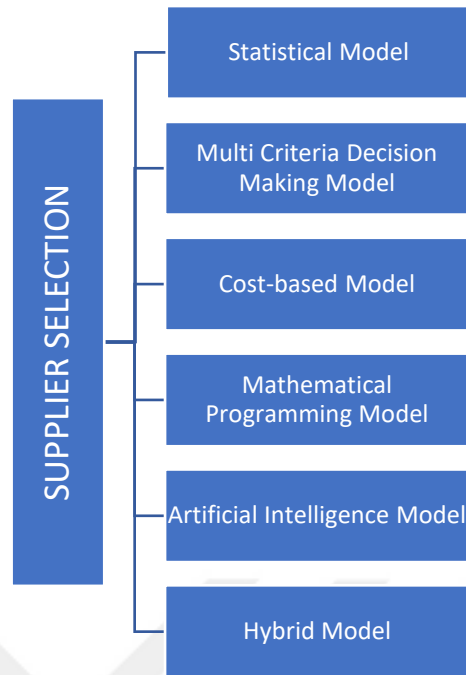 SUPPLIER SELECTION
Statistical Model
Multi Criteria Decision
Making Model
Cost-based Model
Mathematical
Programming Model
Artificial Intelligence Model
Hybrid Model